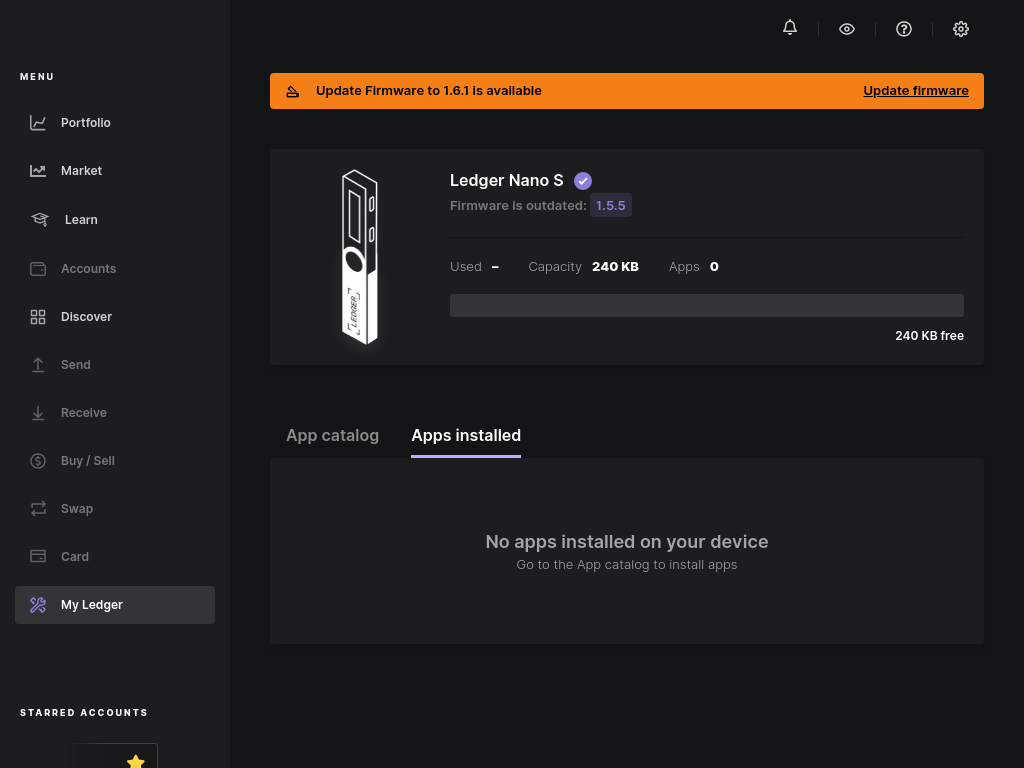 MENU
Portfolio
Market
Learn
Accounts
Discover
Send
Receive
Buy / Sell
Swap
Card
My Ledger
STARRED ACCOUNTS
Update Firmware to 1.6.1 is available
Update firmware
LEDGER
Ledger Nano S
Firmware is outdated: 1.5.5
Used – Capacity 240 KB Apps 0
240 KB free
App catalog Apps installed
No apps installed on your device
Go to the App catalog to install apps